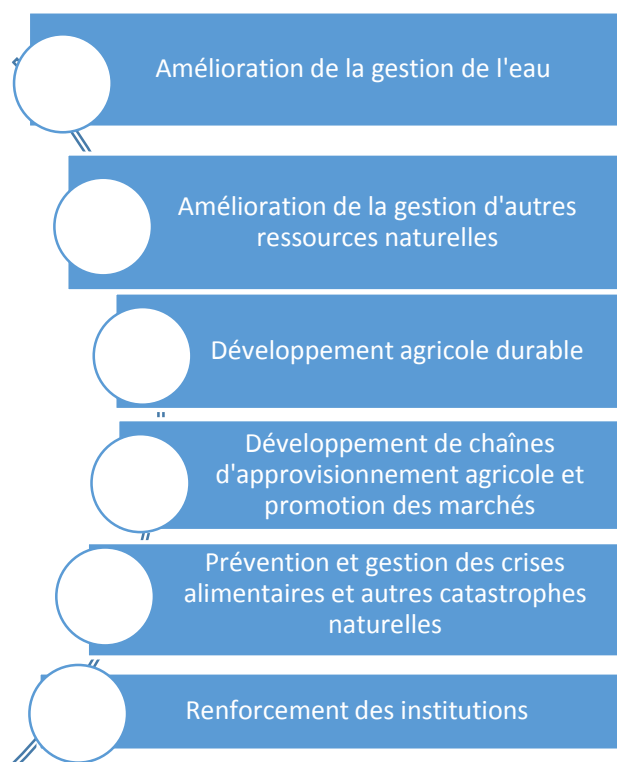 Amélioration de la gestion de l'eau
Amélioration de la gestion d'autres
ressources naturelles
Développement agricole durable
Développement de chaînes
d'approvisionnement agricole et
promotion des marchés
Prévention et gestion des crises
alimentaires et autres catastrophes
naturelles
Renforcement des institutions